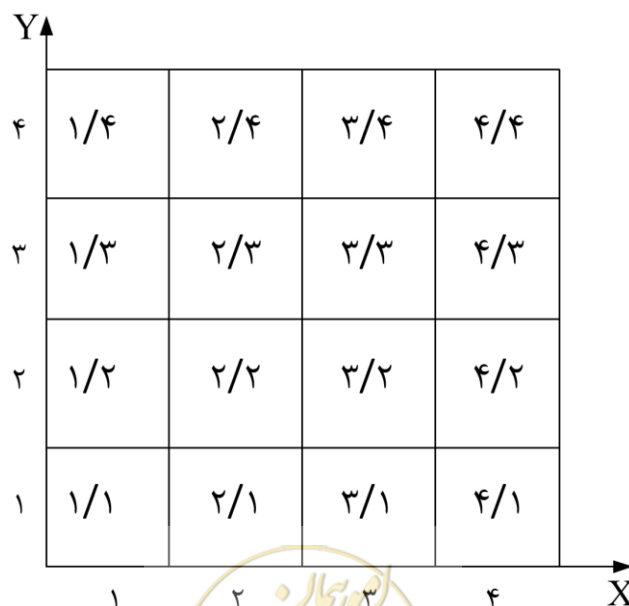 Y
۴ ۱/۴ ۲/۴ ۳/۴ ۴/۴
۳ ۱/۳ ۲/۳ ۳/۳ ۴/۳
۲ ۱/۲ ۲/۲ ۳/۲ ۴/۲
۱ ۱/۱ ۲/۱ ۳/۱ ۴/۱
۱ ۲ ۳ ۴ X